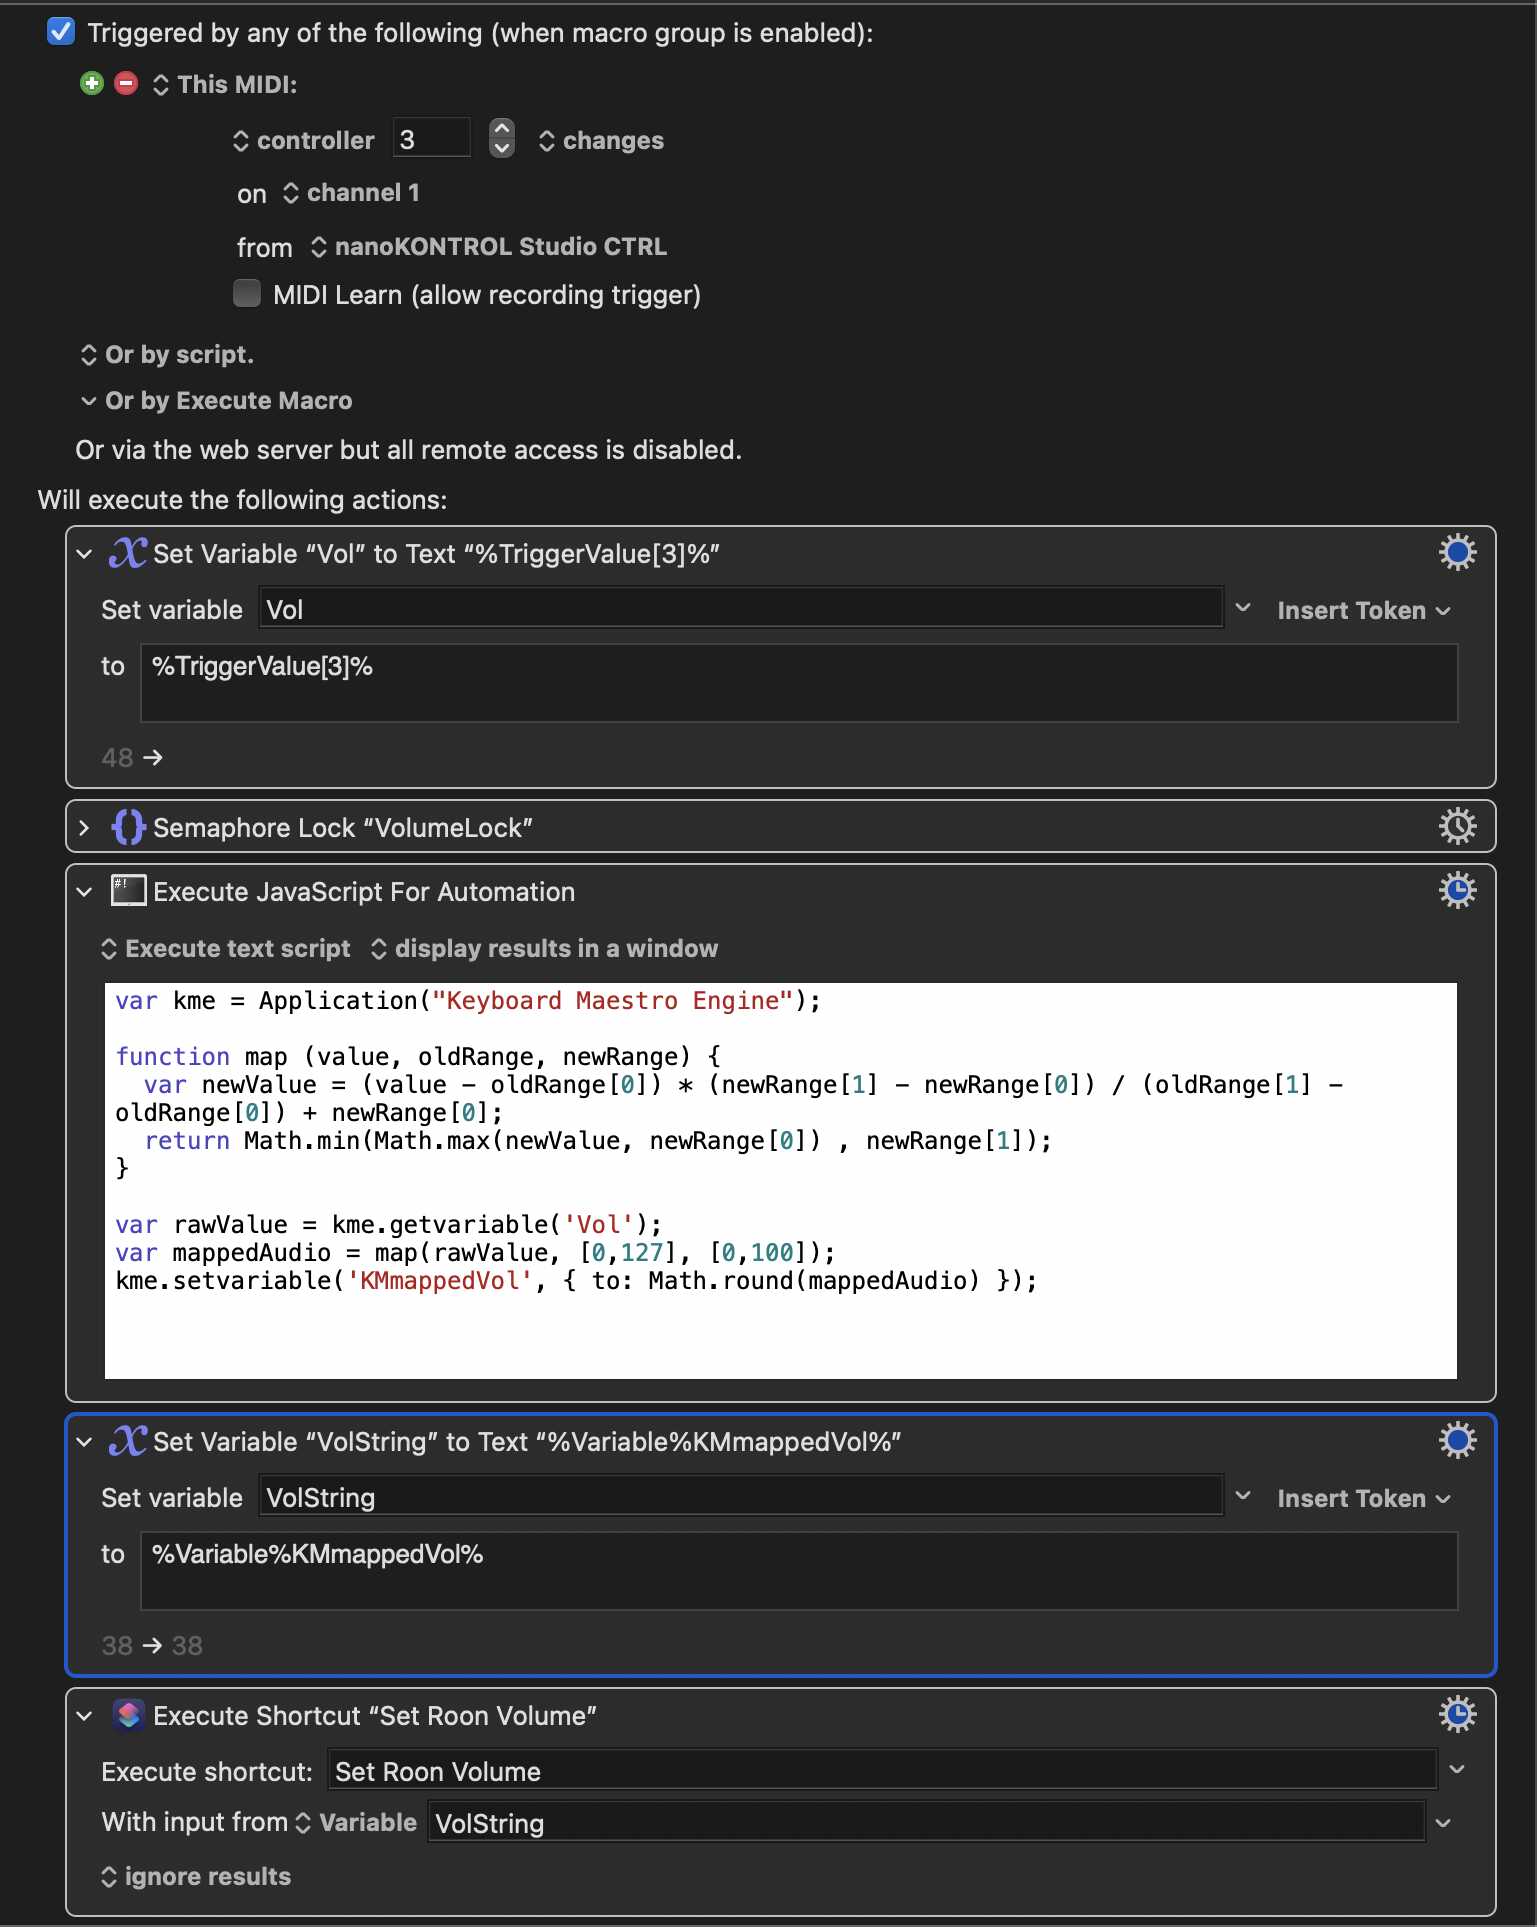 Triggered by any of the following (when macro group is enabled):
This MIDI:
controller 3 changes
on channel 1
from nanoKONTROL Studio CTRL
MIDI Learn (allow recording trigger)
Or by script.
Or by Execute Macro
Or via the web server but all remote access is disabled.
Will execute the following actions:
Set Variable “Vol” to Text “%TriggerValue[3]%”
Set variable Vol Insert Token
to %TriggerValue[3]%
48 →
Semaphore Lock “VolumeLock”
#! Execute JavaScript For Automation
Execute text script display results in a window
var kme = Application("Keyboard Maestro Engine");
function map (value, oldRange, newRange) {
var newValue = (value – oldRange[0]) * (newRange[1] – newRange[0]) / (oldRange[1] –
oldRange[0]) + newRange[0];
return Math.min(Math.max(newValue, newRange[0]) , newRange[1]);
}
var rawValue = kme.getvariable('Vol');
var mappedAudio = map(rawValue, [0,127], [0,100]);
kme.setvariable('KMmappedVol', { to: Math.round(mappedAudio) });
Set Variable “VolString” to Text “%Variable%KMmappedVol%”
Set variable VolString Insert Token
to %Variable%KMmappedVol%
38 → 38
Execute Shortcut “Set Roon Volume”
Execute shortcut: Set Roon Volume
With input from Variable VolString
ignore results